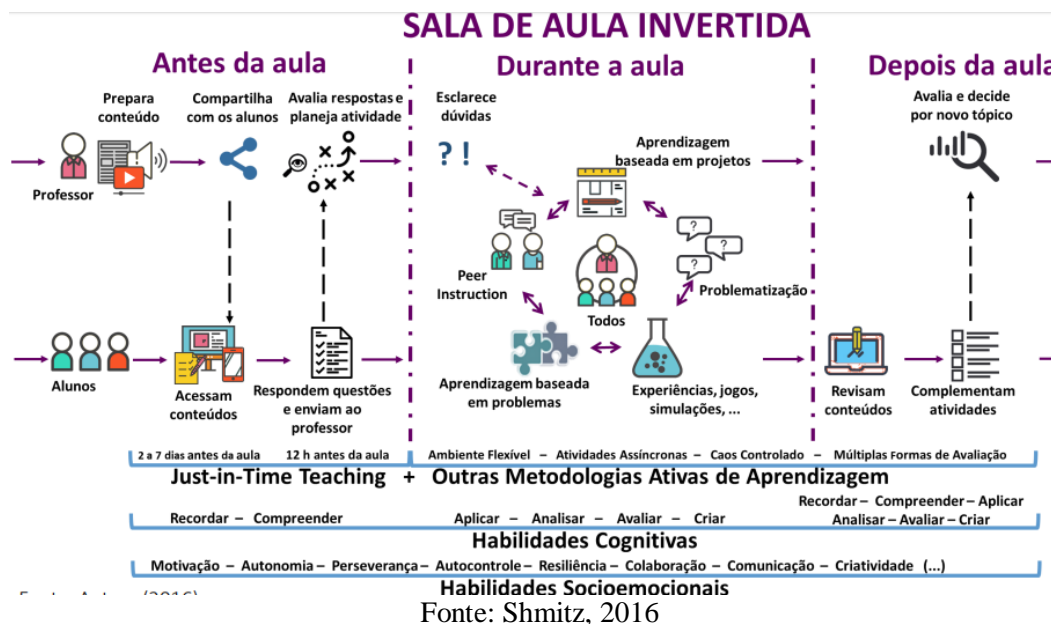 SALA DE AULA INVERTIDA
Antes da aula
Durante a aula
Depois da aula
Prepara
conteúdo
Compartilha
com os alunos
Avalia respostas e
planeja atividade
Professor
Alunos
Acessam
conteúdos
Respondem questões
e enviam ao
professor
Esclarece
dúvidas
? !
Aprendizagem
baseada em projetos
Peer
Instruction
Todos
?
?
?
Problematização
Aprendizagem baseada
em problemas
Experiências, jogos,
simulações, ...
Avalia e decide
por novo tópico
Revisam
conteúdos
Complementam
atividades
2 a 7 dias antes da aula
12 h antes da aula
Ambiente Flexível – Atividades Assíncronas – Caos Controlado – Múltiplas Formas de Avaliação
Just-in-Time Teaching + Outras Metodologias Ativas de Aprendizagem
Recordar – Compreender
Aplicar – Analisar – Avaliar – Criar
Recordar – Compreender – Aplicar
Analisar – Avaliar – Criar
Habilidades Cognitivas
Motivação – Autonomia – Perseverança – Autocontrole – Resiliência – Colaboração – Comunicação – Criatividade (...)
Habilidades Socioemocionais
Fonte: Shmitz, 2016